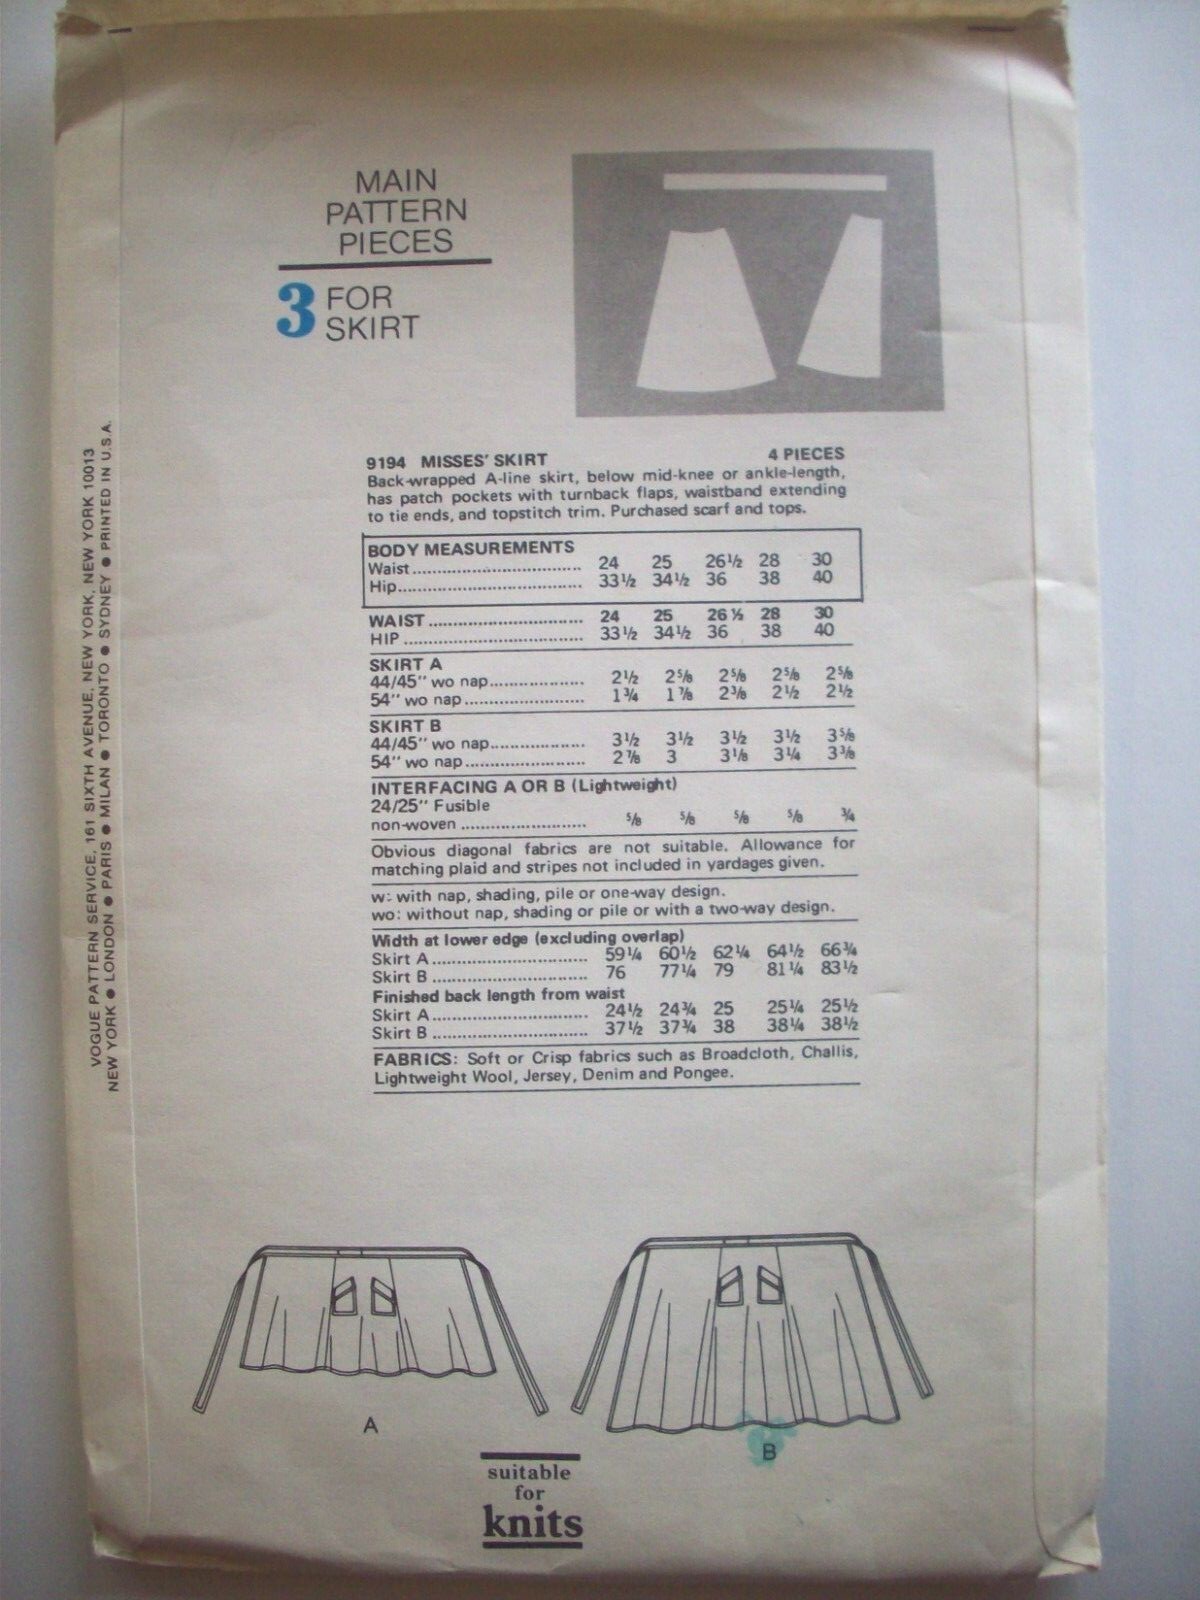 MAIN
PATTERN
PIECES
3 FOR
SKIRT
9194 MISSES' SKIRT 4 PIECES
Back-wrapped A-line skirt, below mid-knee or ankle-length,
has patch pockets with turnback flaps, waistband extending
to tie ends, and topstitch trim. Purchased scarf and tops.
BODY MEASUREMENTS
Waist................................. 24 25 26½ 28 30
Hip.................................... 33½ 34½ 36 38 40
WAIST .............................. 24 25 26½ 28 30
HIP ................................... 33½ 34½ 36 38 40
SKIRT A
44/45'' wo nap................... 2½ 2⅝ 2⅝ 2⅝ 2⅝
54'' wo nap........................ 1¾ 1⅞ 2⅜ 2½ 2½
SKIRT B
44/45'' wo nap................... 3½ 3½ 3½ 3½ 3⅝
54'' wo nap........................ 2⅞ 3 3⅛ 3¼ 3⅜
INTERFACING A OR B (Lightweight)
24/25'' Fusible
non-woven ......................... ⅝ ⅝ ⅝ ⅝ ¾
Obvious diagonal fabrics are not suitable. Allowance for
matching plaid and stripes not included in yardages given.
w: with nap, shading, pile or one-way design.
wo: without nap, shading or pile or with a two-way design.
Width at lower edge (excluding overlap)
Skirt A............................... 59¼ 60½ 62¼ 64½ 66¾
Skirt B............................... 76 77¼ 79 81¼ 83½
Finished back length from waist
Skirt A............................... 24½ 24¾ 25 25¼ 25½
Skirt B ............................... 37½ 37¾ 38 38¼ 38½
FABRICS: Soft or Crisp fabrics such as Broadcloth, Challis,
Lightweight Wool, Jersey, Denim and Pongee.
VOGUE PATTERN SERVICE, 161 SIXTH AVENUE, NEW YORK, NEW YORK 10013
NEW YORK ● LONDON ● PARIS ● MILAN ● TORONTO ● SYDNEY ● PRINTED IN U.S.A.
A
B
suitable
for
knits